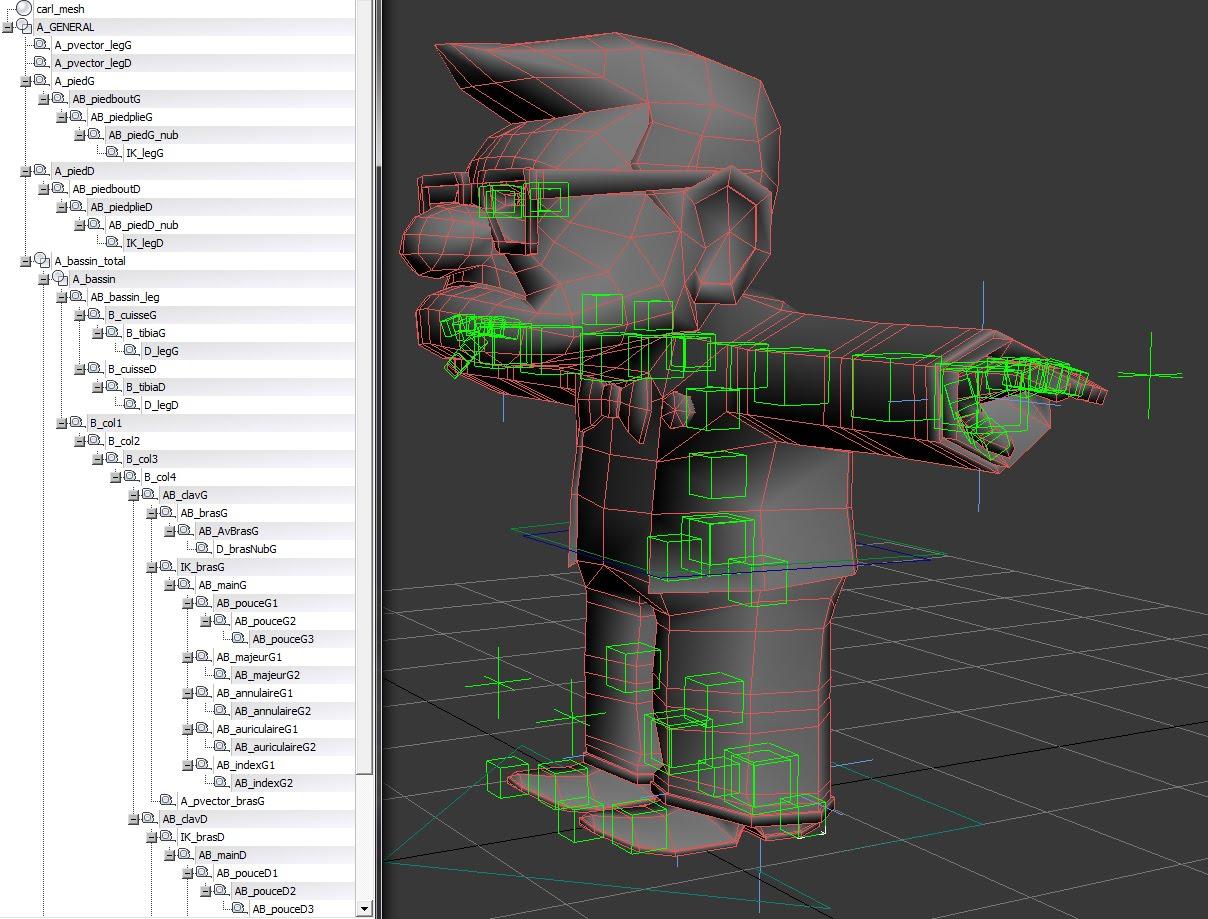 carl_mesh
A_GENERAL
A_pvector_legG
A_pvector_legD
A_piedG
AB_piedboutG
AB_piedplieG
AB_piedG_nub
IK_legG
A_piedD
AB_piedboutD
AB_piedplieD
AB_piedD_nub
IK_legD
A_bassin_total
A_bassin
AB_bassin_leg
B_cuisseG
B_tibiaG
D_legG
B_cuisseD
B_tibiaD
D_legD
B_col1
B_col2
B_col3
B_col4
AB_clavG
AB_brasG
AB_AvBrasG
D_brasNubG
IK_brasG
AB_mainG
AB_pouceG1
AB_pouceG2
AB_pouceG3
AB_majeurG1
AB_majeurG2
AB_annulaireG1
AB_annulaireG2
AB_auriculaireG1
AB_auriculaireG2
AB_indexG1
AB_indexG2
A_pvector_brasG
AB_clavD
IK_brasD
AB_mainD
AB_pouceD1
AB_pouceD2
AB_pouceD3